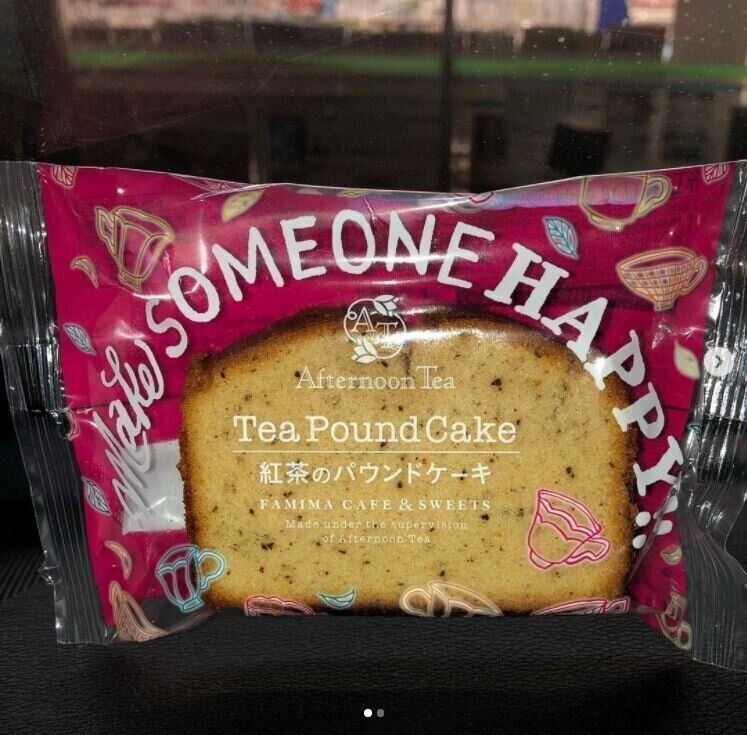 Make SOMEONE HAPPY!!
AT
Afternoon Tea
Tea Pound Cake
紅茶のパウンドケーキ
FAMIMA CAFE & SWEETS
Made under the supervision
of Afternoon Tea